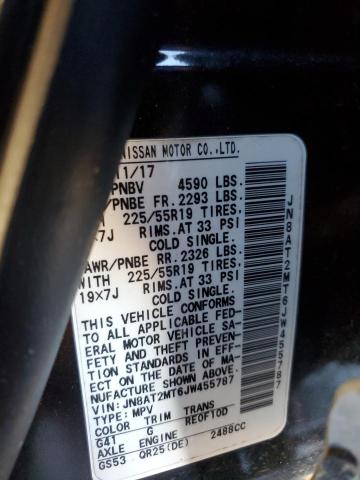 NISSAN MOTOR CO.,LTD.
11/17
PNBV 4590 LBS.
/PNBE FR. 2293 LBS.
225/55R19 TIRES,
7J RIMS.AT 33 PSI
COLD SINGLE.
AWR/PNBE RR. 2326 LBS.
WITH 225/55R19 TIRES,
19x7J RIMS.AT 33 PSI
COLD SINGLE.
THIS VEHICLE CONFORMS
TO ALL APPLICABLE FED-
ERAL MOTOR VEHICLE SA-
FETY AND THEFT PREVEN-
TION STANDARDS IN EFF-
ECT ON THE DATE OF MA-
NUFACTURE SHOWN ABOVE.
VIN:JN8AT2MT6JW455787
TYPE:MPV
COLOR TRIM TRANS
G41 G RE0F10D
AXLE ENGINE
GS53 QR25(DE) 2488CC
JN8AT2MT6JW455787